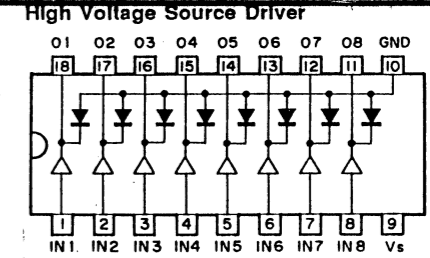 High Voltage Source Driver
O1 O2 O3 O4 O5 O6 O7 O8 GND
18 17 16 15 14 13 12 11 10
1 2 3 4 5 6 7 8 9
IN1. IN2 IN3 IN4 IN5 IN6 IN7 IN8 Vs